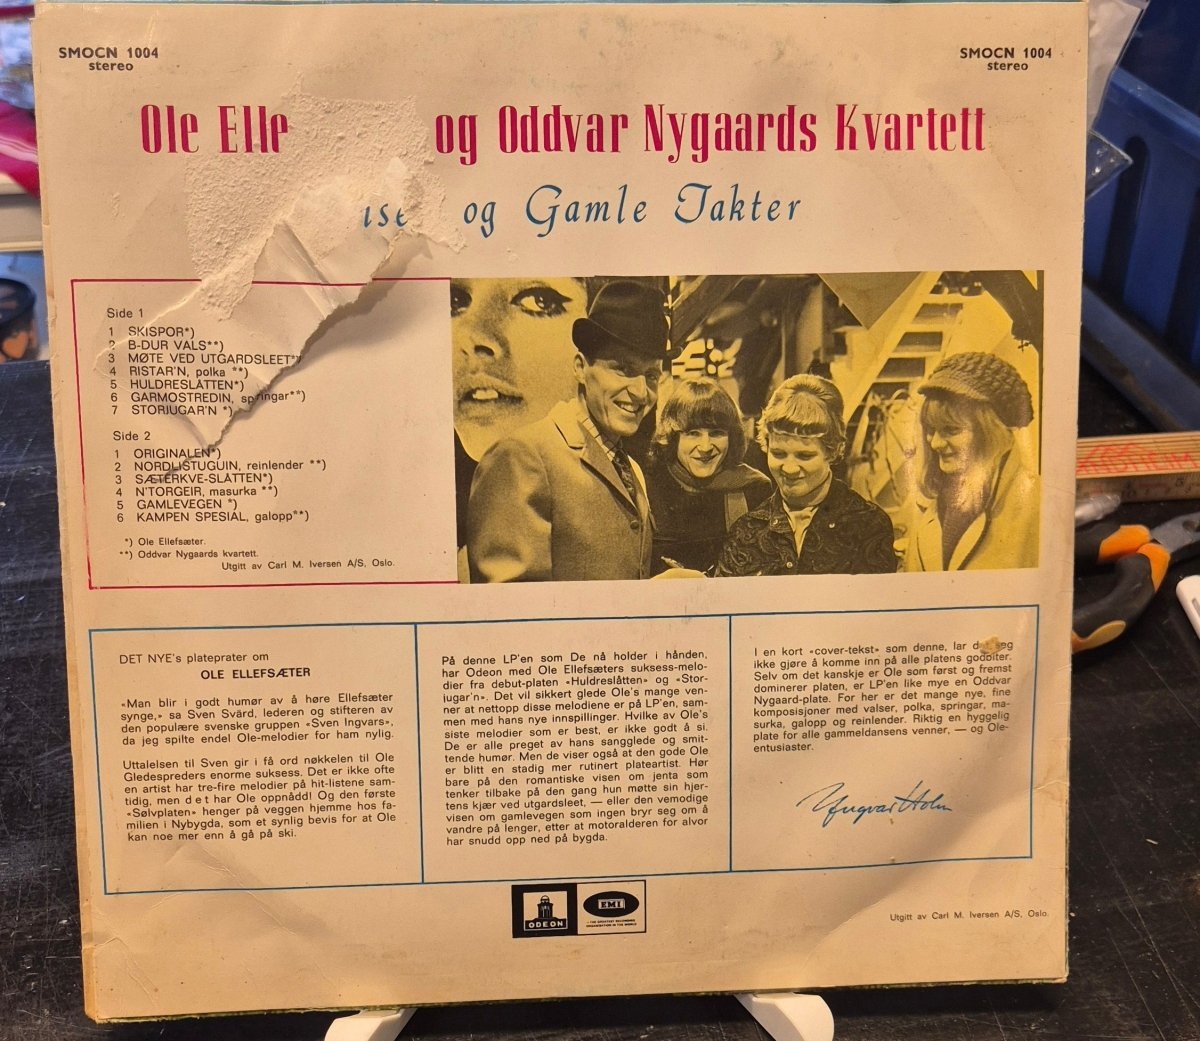 SMOCN 1004
stereo
SMOCN 1004
stereo
Ole Elle og Oddvar Nygaards Kvartett
og Gamle Takter
Side 1
1 SKISPOR*)
2 B-DUR VALS**)
3 MØTE VED UTGARDSLEET*)
4 RISTAR'N, polka **)
5 HULDRESLÅTTEN*)
6 GARMOSTREDIN, springar**)
7 STORJUGAR'N *)
Side 2
1 ORIGINALEN*)
2 NORDLISTUGUIN, reinlender **)
3 SÆTERKVE-SLÅTTEN*)
4 N'TORGEIR, masurka **)
5 GAMLEVEGEN *)
6 KAMPEN SPESIAL, galopp**)
*) Ole Ellefsæter.
**) Oddvar Nygaards kvartett.
Utgitt av Carl M. Iversen A/S, Oslo.
DET NYE's plateprater om
OLE ELLEFSÆTER
«Man blir i godt humør av å høre Ellefsæter
synge,» sa Sven Svärd, lederen og stifteren av
den populære svenske gruppen «Sven Ingvars»,
da jeg spilte endel Ole-melodier for ham nylig.
Uttalelsen til Sven gir i få ord nøkkelen til Ole
Gledespreders enorme suksess. Det er ikke ofte
en artist har tre-fire melodier på hit-listene sam-
tidig, men det har Ole oppnådd! Og den første
«Sølvplaten» henger på veggen hjemme hos fa-
milien i Nybygda, som et synlig bevis for at Ole
kan noe mer enn å gå på ski.
På denne LP'en som De nå holder i hånden,
har Odeon med Ole Ellefsæters suksess-melo-
dier fra debut-platen «Huldreslåtten» og «Stor-
jugar'n». Det vil sikkert glede Ole's mange ven-
ner at nettopp disse melodiene er på LP'en, sam-
men med hans nye innspillinger. Hvilke av Ole's
siste melodier som er best, er ikke godt å si.
De er alle preget av hans sangglede og smit-
tende humør. Men de viser også at den gode Ole
er blitt en stadig mer rutinert plateartist. Hør
bare på den romantiske visen om jenta som
tenker tilbake på den gang hun møtte sin hjer-
tens kjær ved utgardsleet, — eller den vemodige
visen om gamlevegen som ingen bryr seg om å
vandre på lenger, etter at motoralderen for alvor
har snudd opp ned på bygda.
I en kort «cover-tekst» som denne, lar det seg
ikke gjøre å komme inn på alle platens godbiter.
Selv om det kanskje er Ole som først og fremst
dominerer platen, er LP'en like mye en Oddvar
Nygaard-plate. For her er det mange nye, fine
komposisjoner med valser, polka, springar, ma-
surka, galopp og reinlender. Riktig en hyggelig
plate for alle gammeldansens venner, — og Ole-
entusiaster.
Yngvar Holm
ODEON
EMI
THE GREATEST RECORDING
ORGANISATION IN THE WORLD
Utgitt av Carl M. Iversen A/S, Oslo.